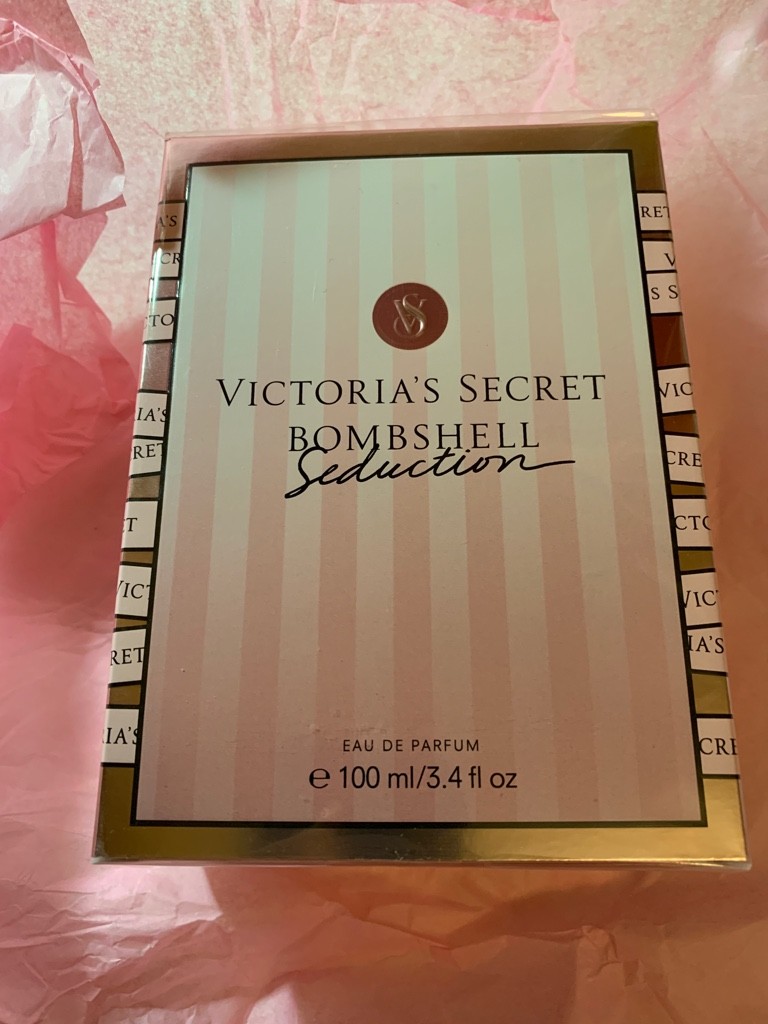 VS
VICTORIA'S SECRET
BOMBSHELL
Seduction
EAU DE PARFUM
℮ 100 ml/3.4 fl oz